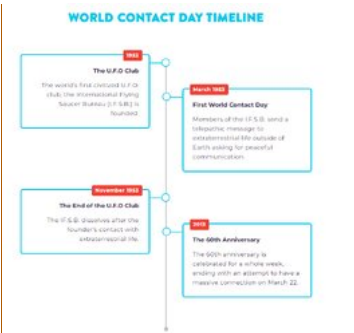 WORLD CONTACT DAY TIMELINE
1952
The U.F.O Club
The world's first civilized U.F.O
club, the International Flying
Saucer Bureau (I.F.S.B.) is
founded.
March 1953
First World Contact Day
Members of the I.F.S.B. send a
telepathic message to
extraterrestrial life outside of
Earth asking for peaceful
communication.
November 1953
The End of the U.F.O Club
The I.F.S.B. dissolves after the
founder's contact with
extraterrestrial life.
2013
The 60th Anniversary
The 60th anniversary is
celebrated for a whole week,
ending with an attempt to have a
massive connection on March 22.